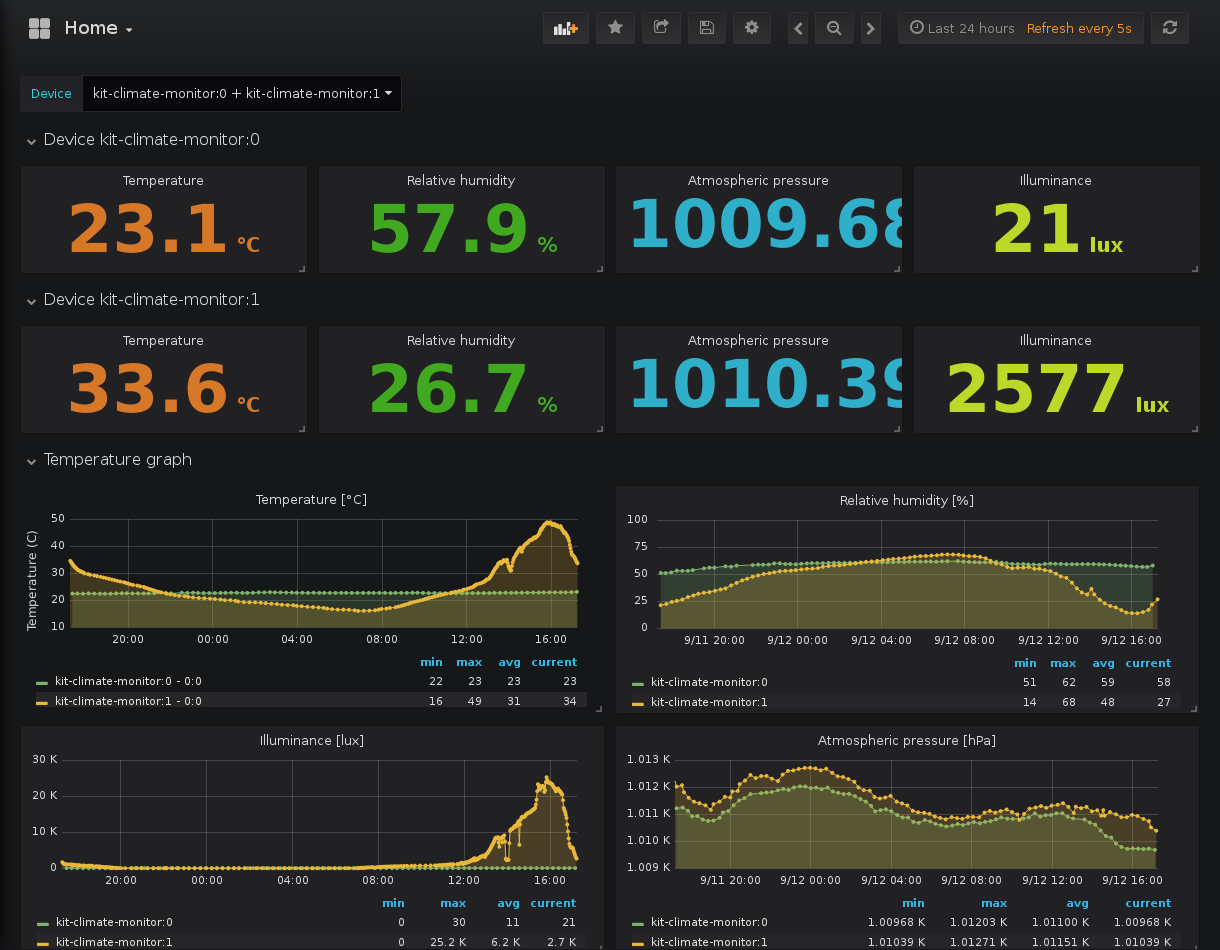 Home
Last 24 hours Refresh every 5s
Device kit-climate-monitor:0 + kit-climate-monitor:1
Device kit-climate-monitor:0
Temperature Relative humidity Atmospheric pressure Illuminance
23.1 °C 57.9 % 1009.68 21 lux
Device kit-climate-monitor:1
Temperature Relative humidity Atmospheric pressure Illuminance
33.6 °C 26.7 % 1010.39 2577 lux
Temperature graph
Temperature [°C]
Temperature (C)
50
40
30
20
10
20:00 00:00 04:00 08:00 12:00 16:00
min max avg current
kit-climate-monitor:0 - 0:0 22 23 23 23
kit-climate-monitor:1 - 0:0 16 49 31 34
Relative humidity [%]
100
75
50
25
0
9/11 20:00 9/12 00:00 9/12 04:00 9/12 08:00 9/12 12:00 9/12 16:00
min max avg current
kit-climate-monitor:0 51 62 59 58
kit-climate-monitor:1 14 68 48 27
Illuminance [lux]
30 K
20 K
10 K
0
20:00 00:00 04:00 08:00 12:00 16:00
min max avg current
kit-climate-monitor:0 0 30 11 21
kit-climate-monitor:1 0 25.2 K 6.2 K 2.7 K
Atmospheric pressure [hPa]
1.013 K
1.012 K
1.011 K
1.010 K
1.009 K
9/11 20:00 9/12 00:00 9/12 04:00 9/12 08:00 9/12 12:00 9/12 16:00
min max avg current
kit-climate-monitor:0 1.00968 K 1.01203 K 1.01100 K 1.00968 K
kit-climate-monitor:1 1.01039 K 1.01271 K 1.01151 K 1.01039 K